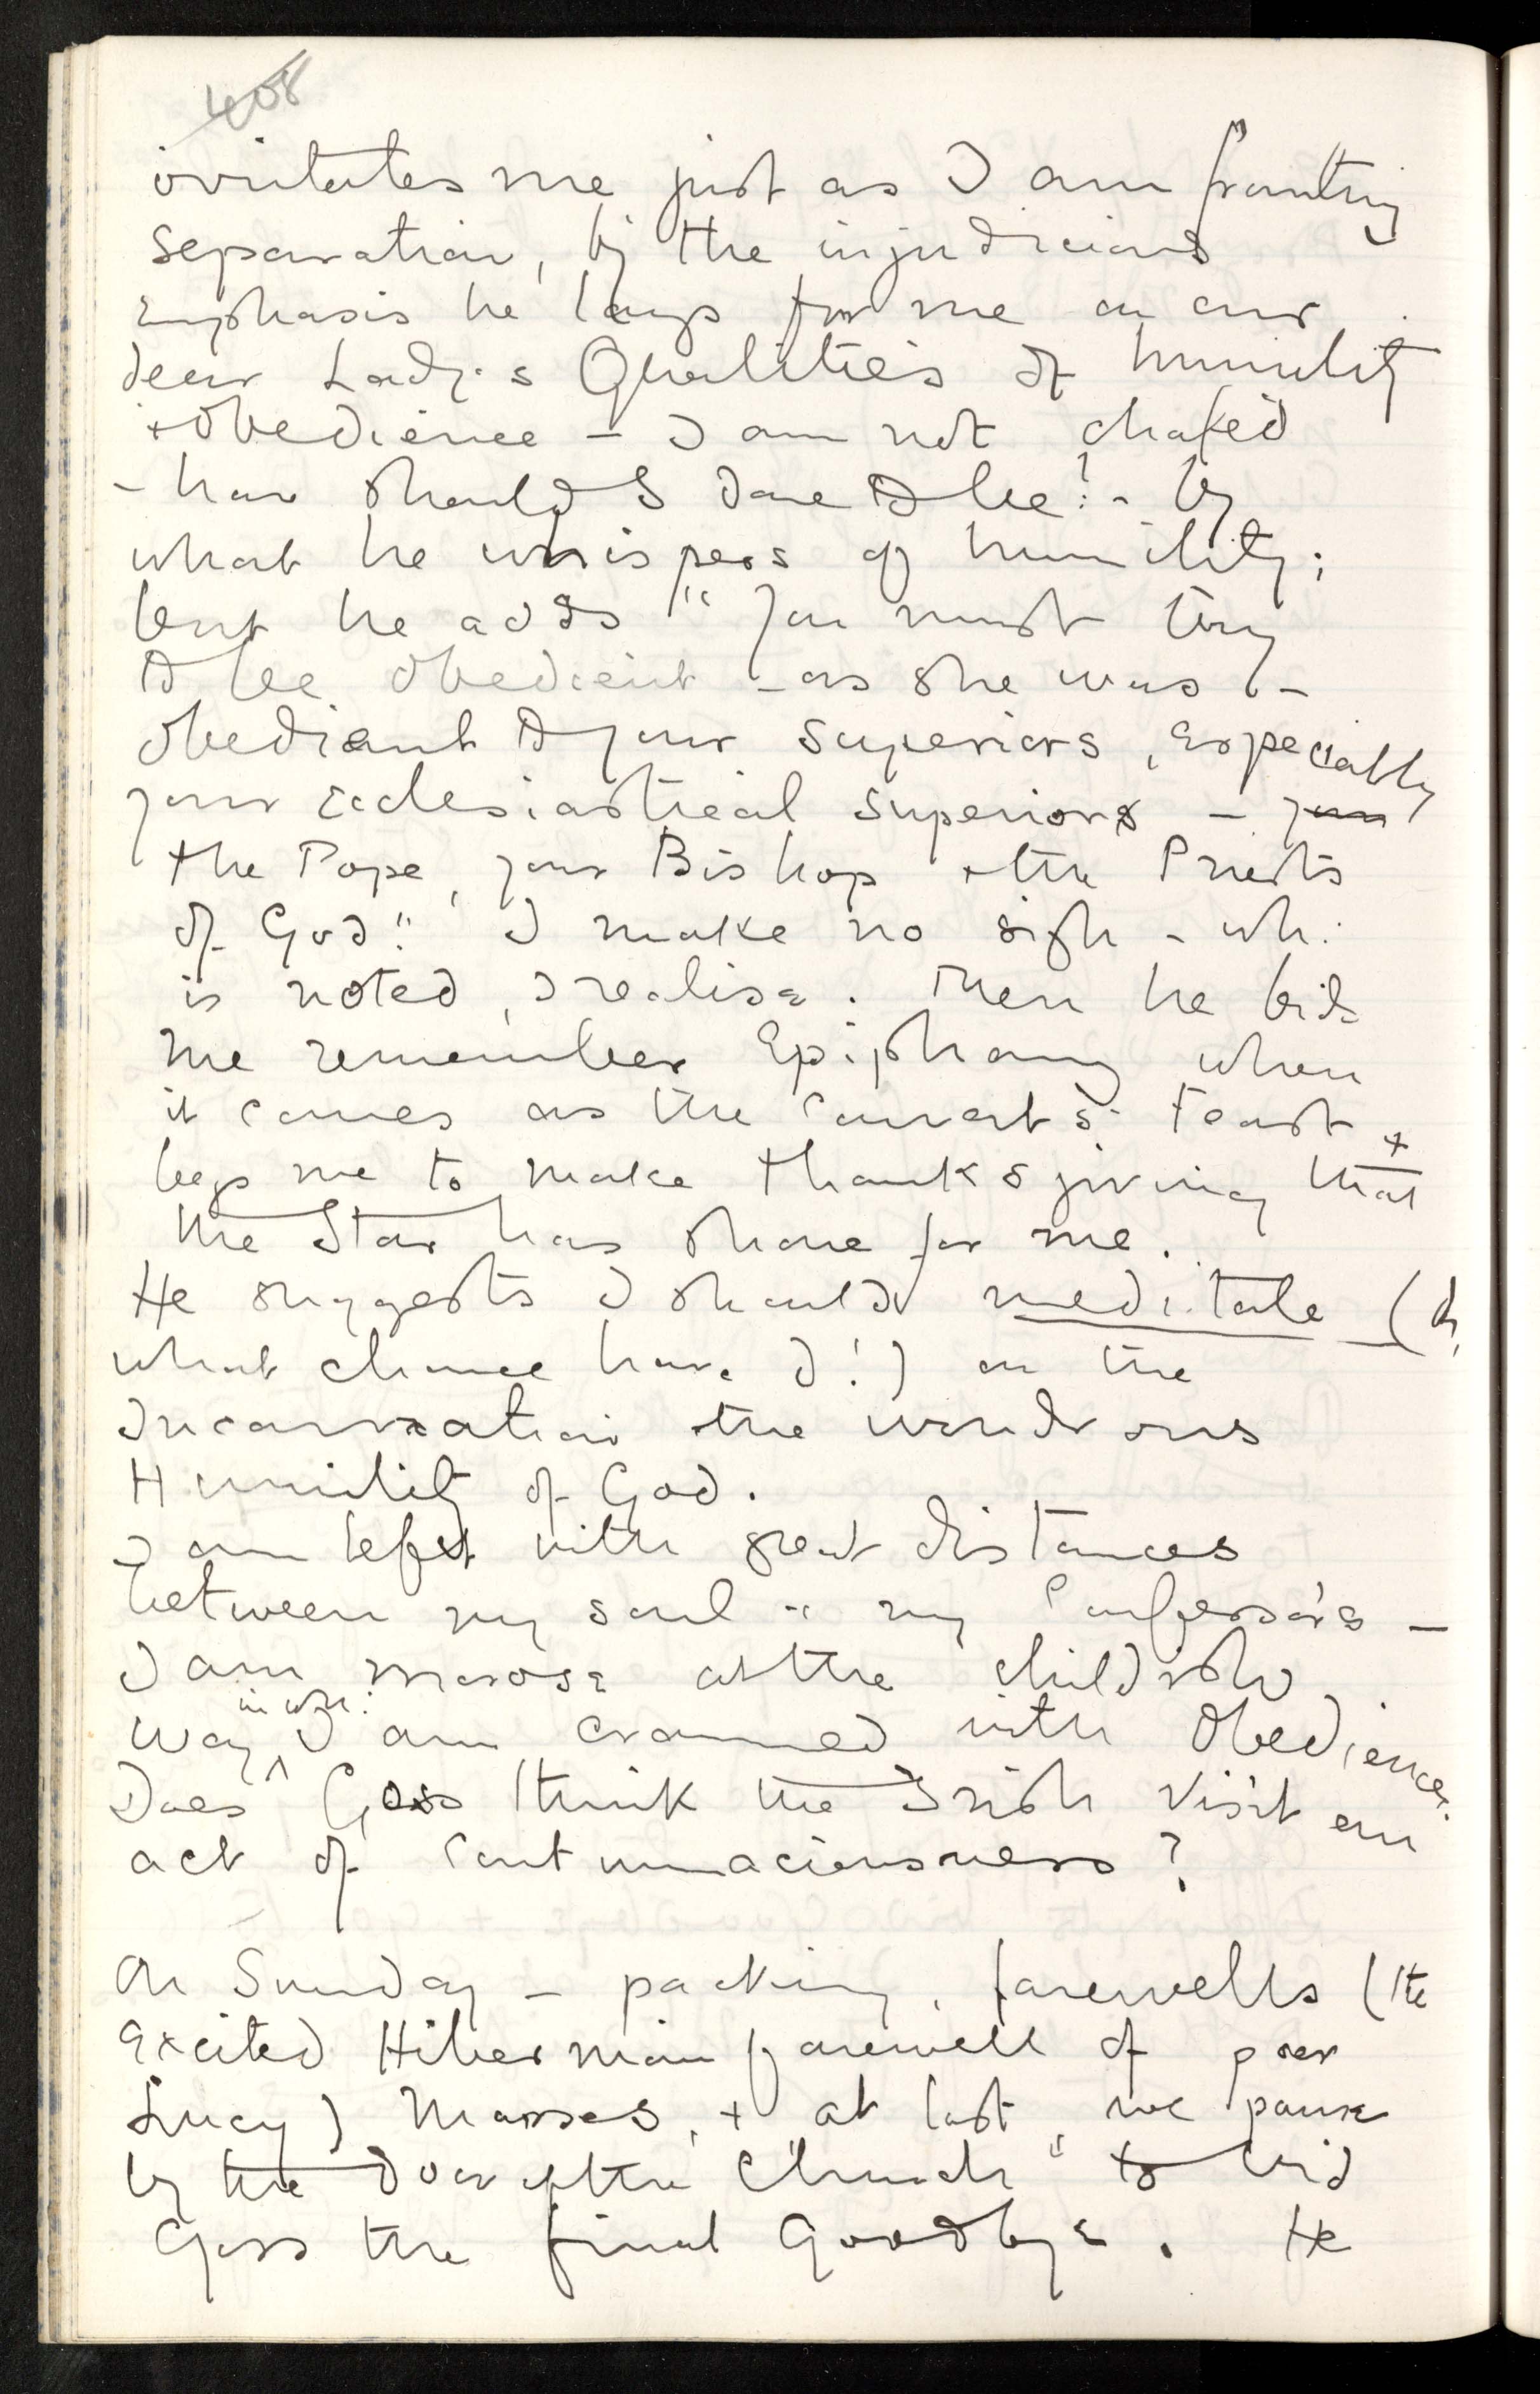 408
irritates me just as I am fronting
separation, by the injudicious
emphasis he lays for me on our
dear Lady's Qualities of humility
+ obedience – I am not chafed
– how should I dare to be? – by
what he whispers of humility;
but he adds "You must try
to be obedient – as she was –
obedient to your superiors, especially
your Ecclesiastical superiors – your
the Pope, your Bishop + the Priests
of God." I make no sigh – wh:
is noted, I realise. Then he bids
me remember Epiphany when
it comes as the Convert's Feast +
begs me to make thanksgiving that
the Star has shone for me.
He suggests I should meditate (
what chance have I!) on the
Incarnation + the wondrous
Humility of God.
I am left with great distances
between my soul + my Confessor's –
I am morose at the childish
way in wh: I am crammed with Obedience.
Does Goss think the Irish visit an
act of Contumaciousness?
On Sunday – packing, farewells (the
excited Hibernian farewell of poor
Lucy) Masses, + at last, we pause
by the door of the "Church" to bid
Goss the final Goodbye. He